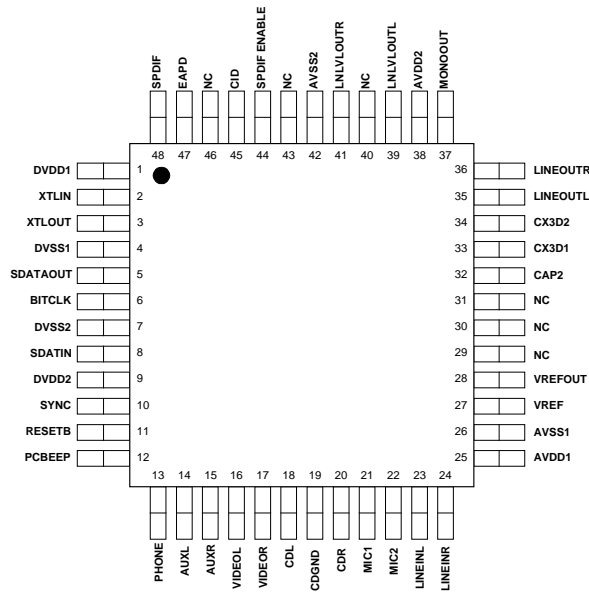 SPDIF
EAPD
NC
CID
SPDIF ENABLE
NC
AVSS2
LNLVLOUTR
NC
LNLVLOUTL
AVDD2
MONOOUT
48 47 46 45 44 43 42 41 40 39 38 37
DVDD1 1
XTLIN 2
XTLOUT 3
DVSS1 4
SDATAOUT 5
BITCLK 6
DVSS2 7
SDATIN 8
DVDD2 9
SYNC 10
RESETB 11
PCBEEP 12
36 LINEOUTR
35 LINEOUTL
34 CX3D2
33 CX3D1
32 CAP2
31 NC
30 NC
29 NC
28 VREFOUT
27 VREF
26 AVSS1
25 AVDD1
13 14 15 16 17 18 19 20 21 22 23 24
PHONE
AUXL
AUXR
VIDEOL
VIDEOR
CDL
CDGND
CDR
MIC1
MIC2
LINEINL
LINEINR